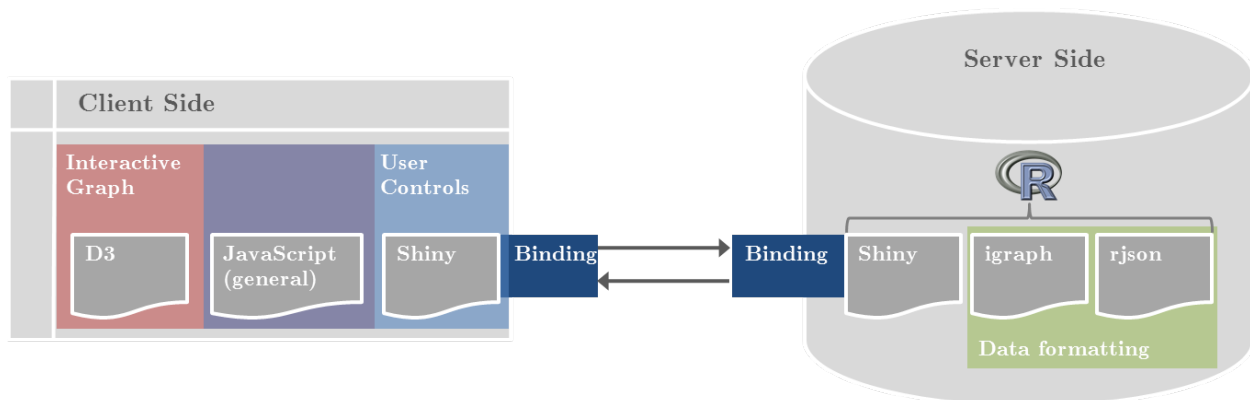 Client Side
Interactive
Graph
User
Controls
D3
JavaScript
(general)
Shiny
Binding
Server Side
R
Binding
Shiny
igraph
rjson
Data formatting